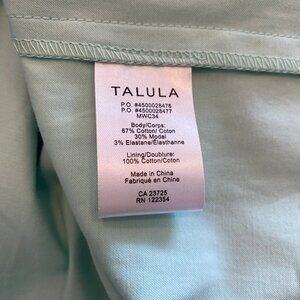 TALULA
P.O. #4500028476
P.O. #4500028477
MWC34
Body/Corps:
67% Cotton/Coton
30% Modal
3% Elastane/Élasthanne
Lining/Doublure:
100% Cotton/Coton
Made in China
Fabriqué en Chine
CA 23725
RN 122354